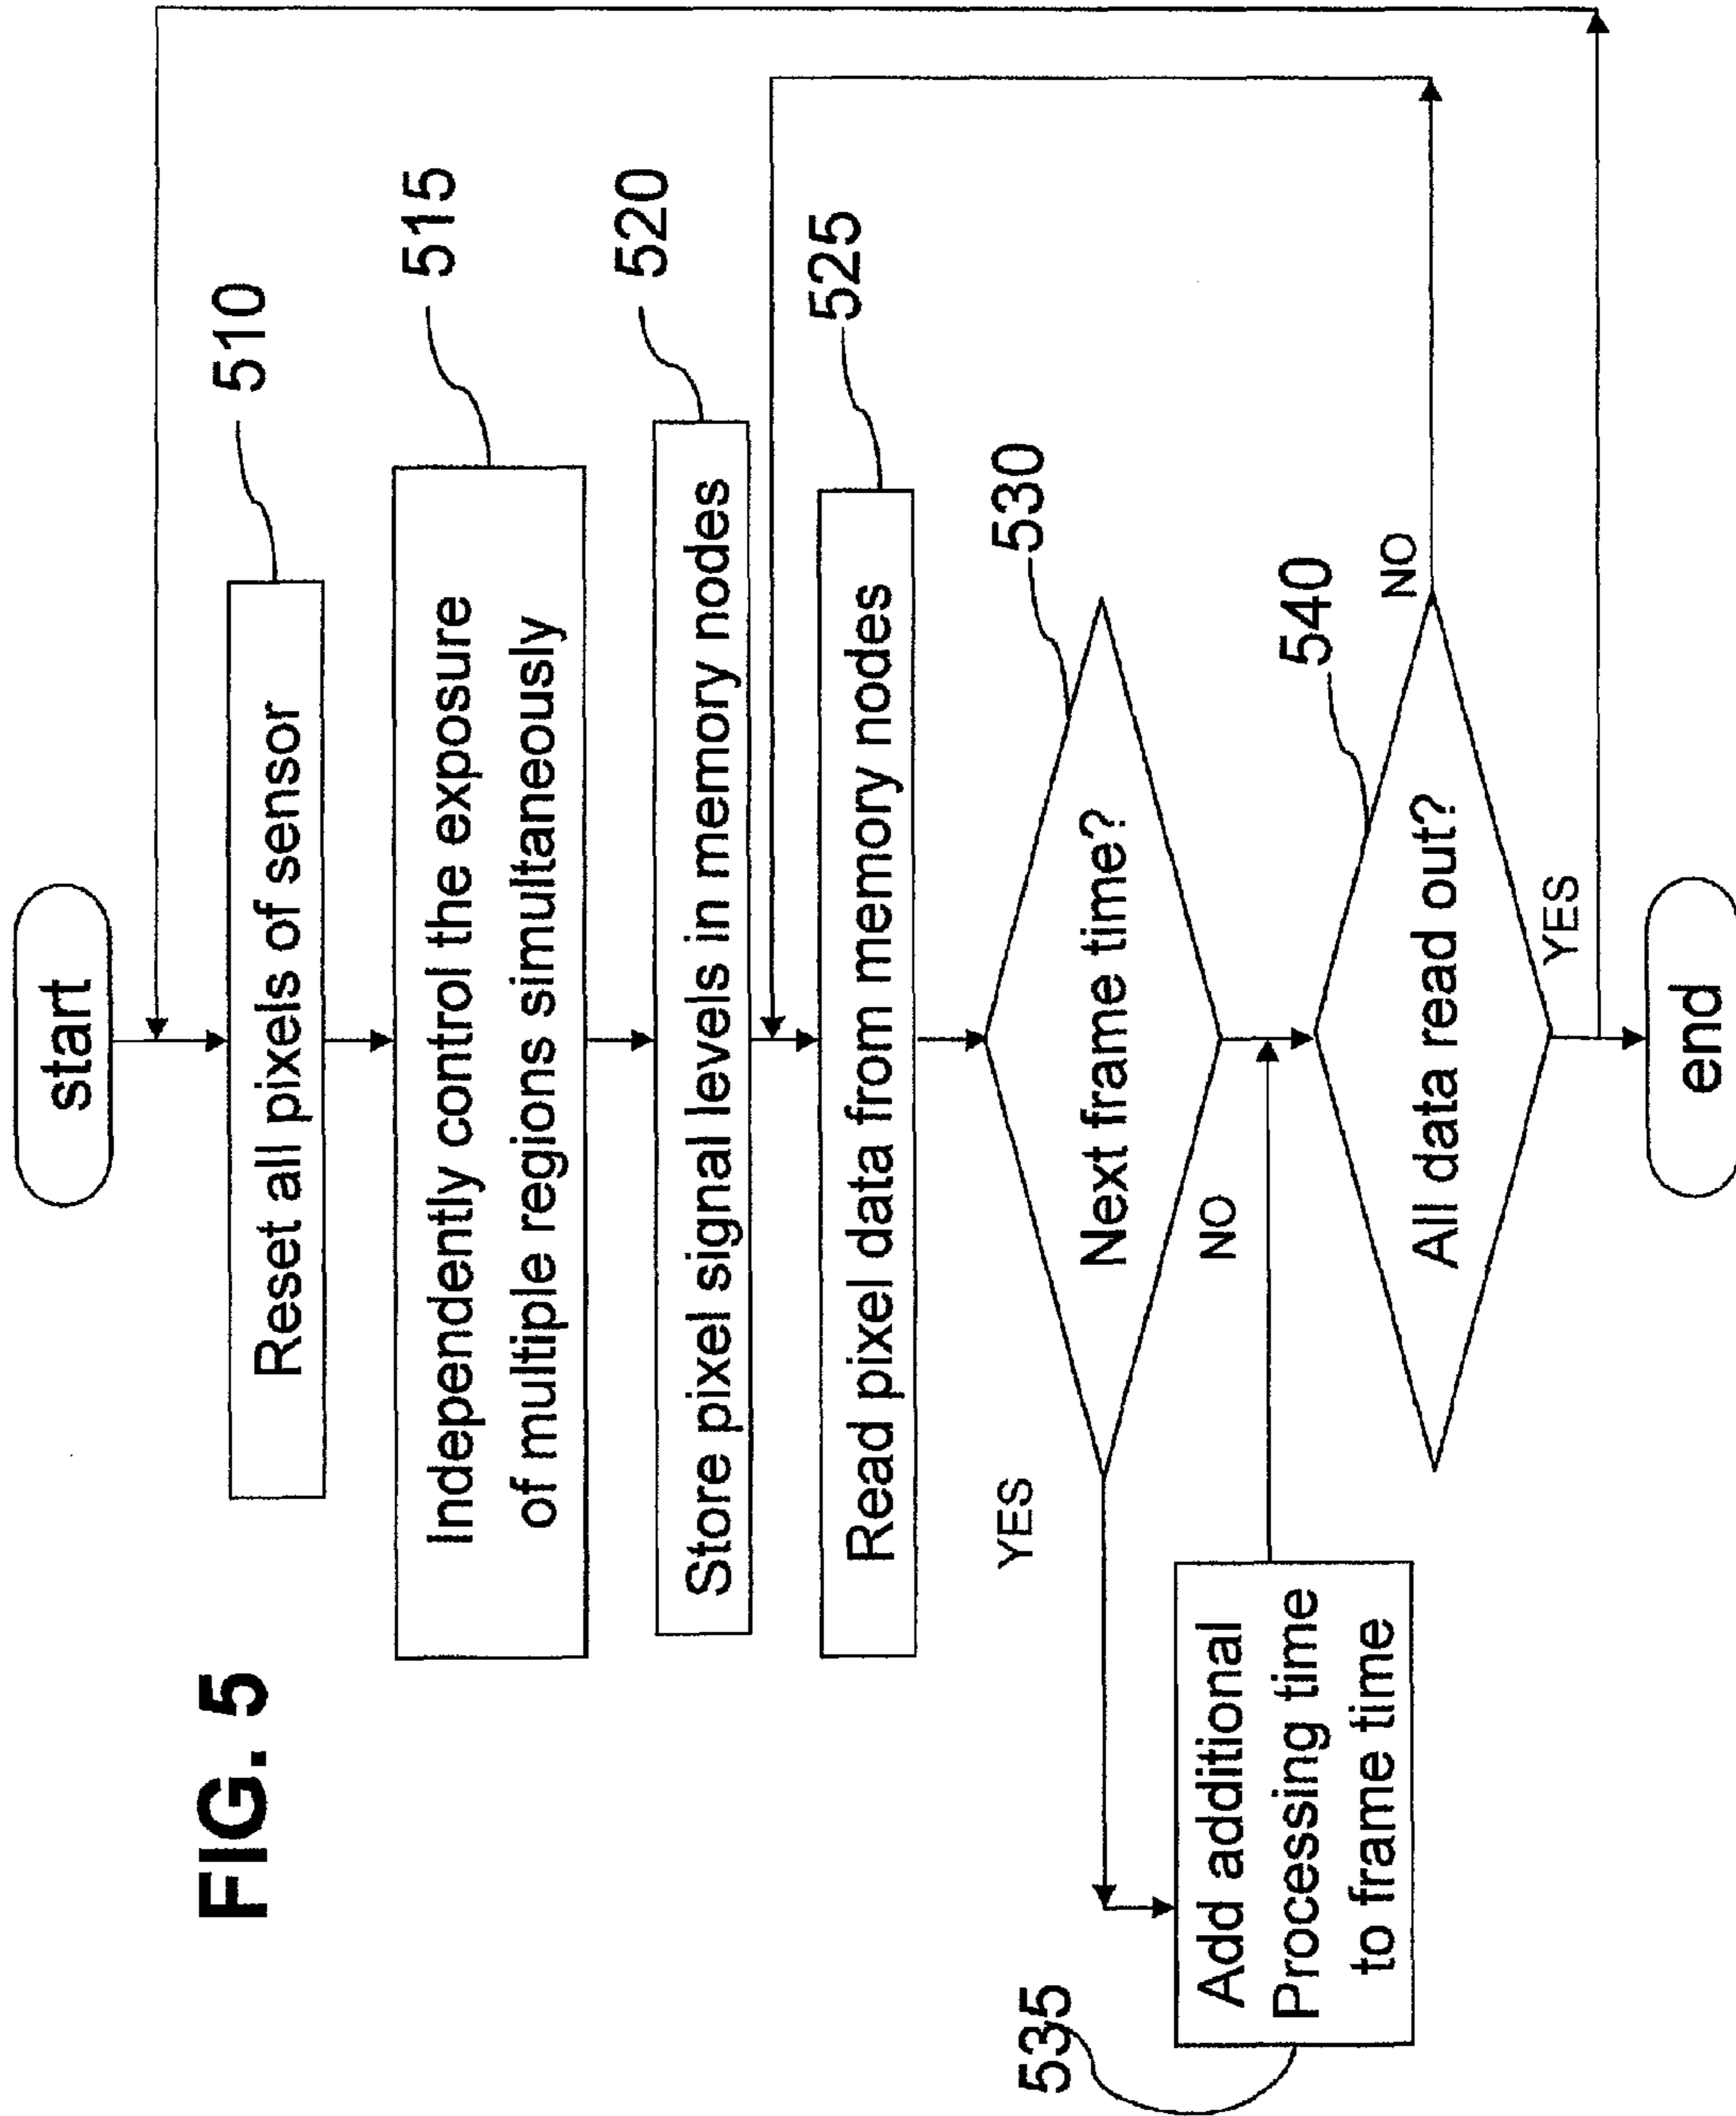 FIG. 5
start
Reset all pixels of sensor
510
Independently control the exposure
of multiple regions simultaneously
515
Store pixel signal levels in memory nodes
520
Read pixel data from memory nodes
525
Next frame time?
530
YES
NO
535
Add additional
Processing time
to frame time
All data read out?
540
NO
YES
end